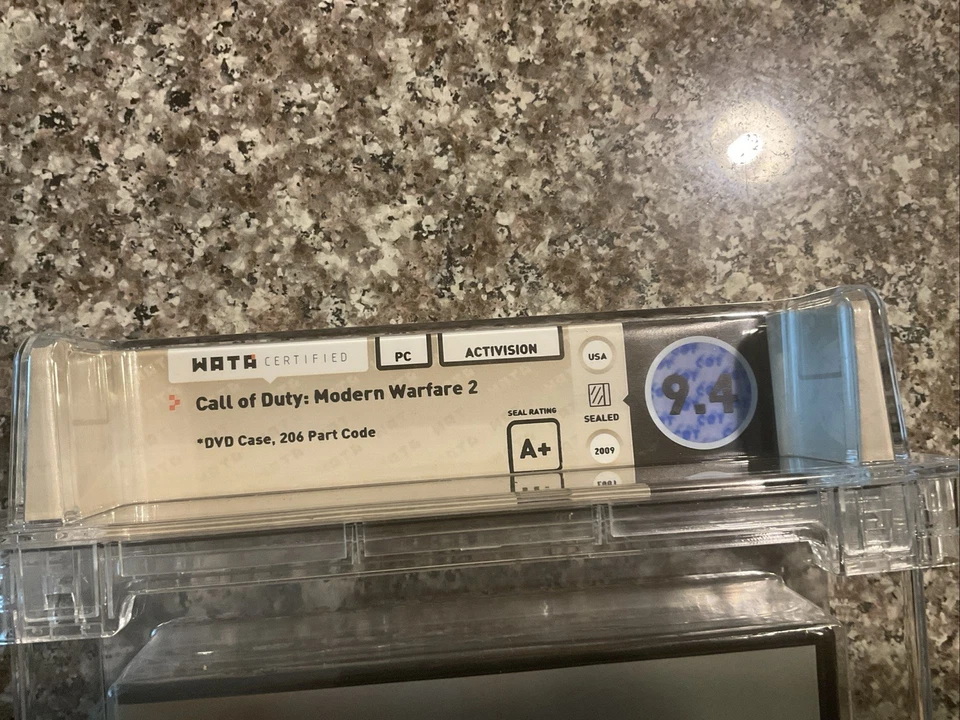 WATA CERTIFIED
PC
ACTIVISION
Call of Duty: Modern Warfare 2
*DVD Case, 206 Part Code
SEAL RATING
A+
USA
SEALED
2009
9.4